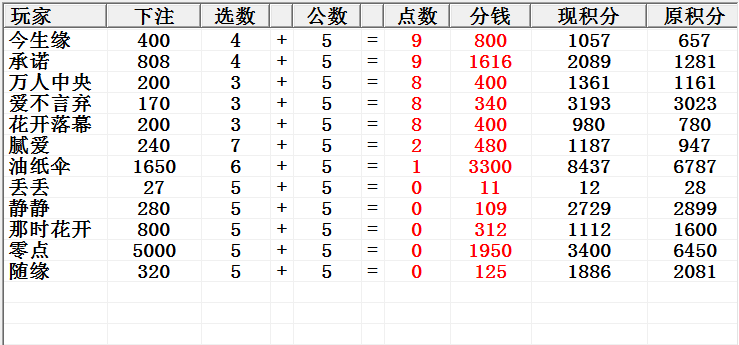 玩家 下注 选数 公数 点数 分钱 现积分 原积分
今生缘 400 4 + 5 = 9 800 1057 657
承诺 808 4 + 5 = 9 1616 2089 1281
万人中央 200 3 + 5 = 8 400 1361 1161
爱不言弃 170 3 + 5 = 8 340 3193 3023
花开落幕 200 3 + 5 = 8 400 980 780
腻爱 240 7 + 5 = 2 480 1187 947
油纸伞 1650 6 + 5 = 1 3300 8437 6787
丢丢 27 5 + 5 = 0 11 12 28
静静 280 5 + 5 = 0 109 2729 2899
那时花开 800 5 + 5 = 0 312 1112 1600
零点 5000 5 + 5 = 0 1950 3400 6450
随缘 320 5 + 5 = 0 125 1886 2081